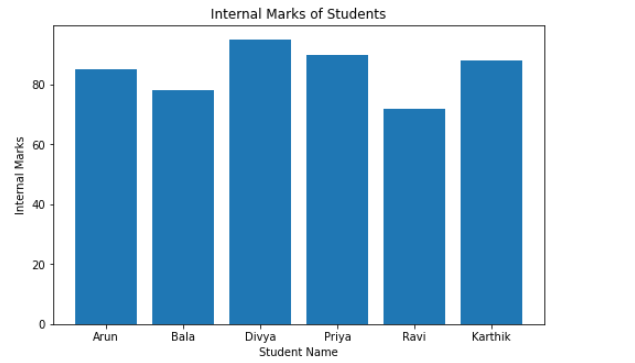 Internal Marks of Students
Internal Marks
80
60
40
20
0
Arun Bala Divya Priya Ravi Karthik
Student Name